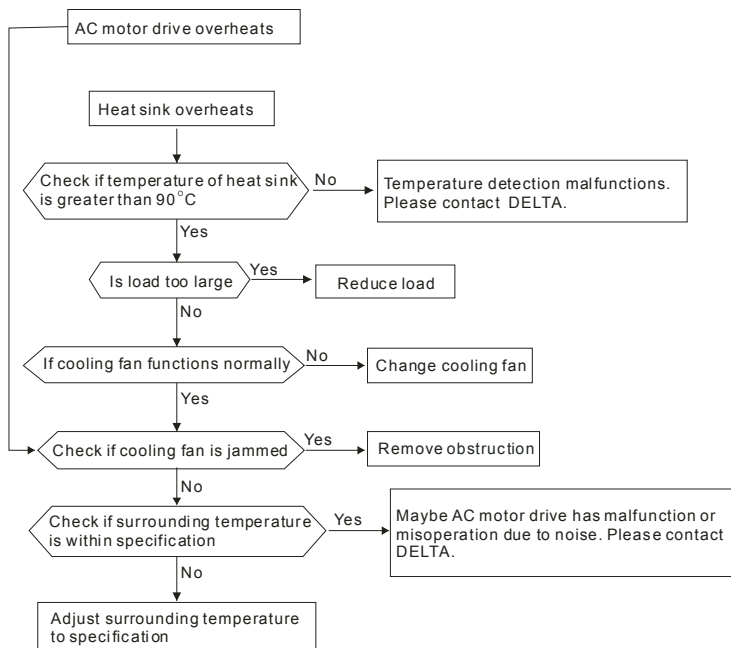 AC motor drive overheats
Heat sink overheats
Check if temperature of heat sink
is greater than 90°C
No
Temperature detection malfunctions.
Please contact DELTA.
Yes
Is load too large
Yes
Reduce load
No
If cooling fan functions normally
No
Change cooling fan
Yes
Check if cooling fan is jammed
Yes
Remove obstruction
No
Check if surrounding temperature
is within specification
Yes
Maybe AC motor drive has malfunction or
misoperation due to noise. Please contact
DELTA.
No
Adjust surrounding temperature
to specification